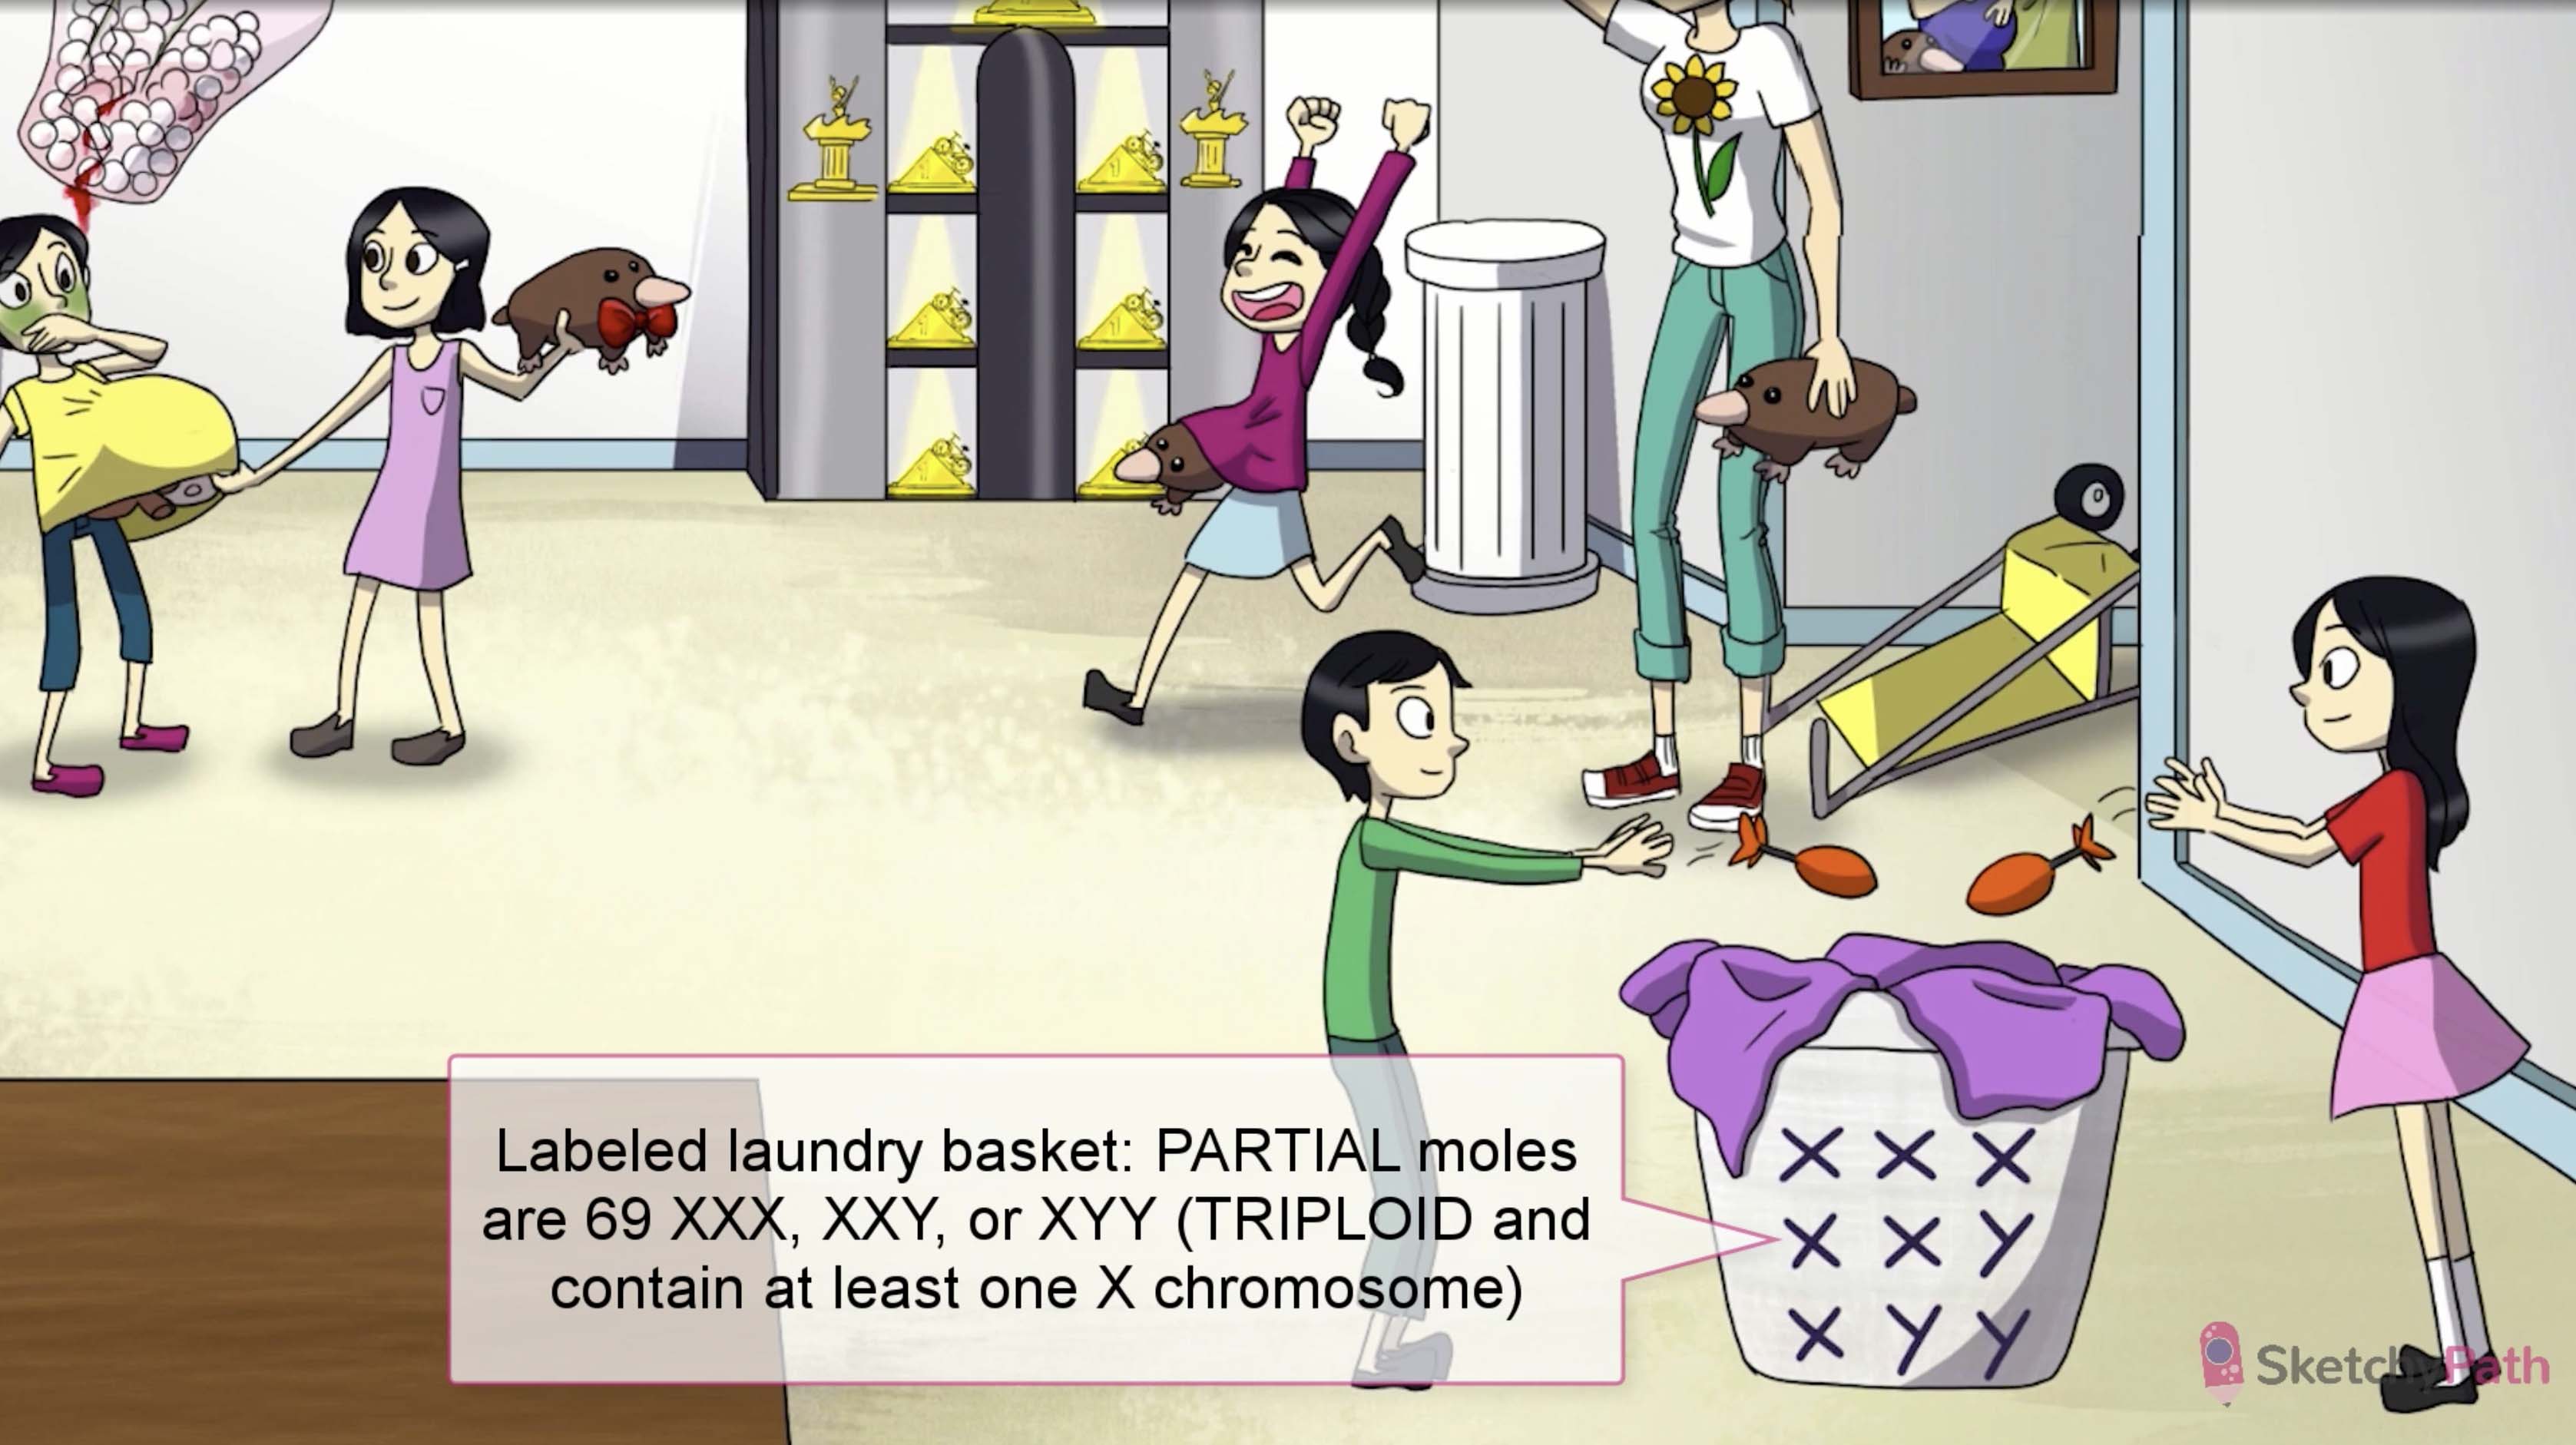 Labeled laundry basket: PARTIAL moles
are 69 XXX, XXY, or XYY (TRIPLOID and
contain at least one X chromosome)
X X X
X X Y
X Y Y
SketchyPath